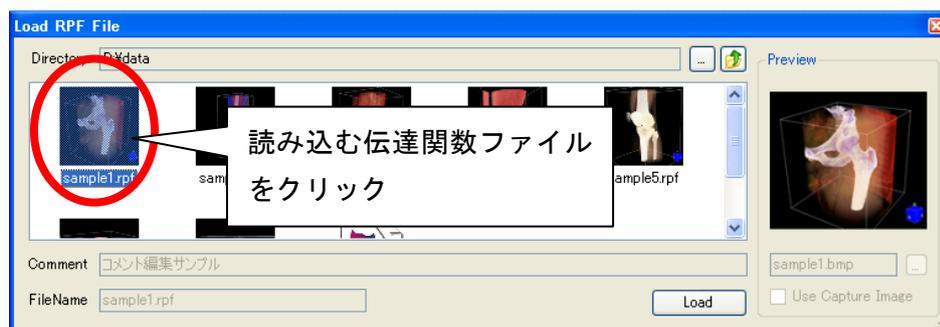 Load RPF File
Directory D:¥data ...
Preview
読み込む伝達関数ファイル
をクリック
sample1.rpf sam ample5.rpf
Comment コメント編集サンプル
sample1.bmp ...
FileName sample1.rpf Load
Use Capture Image